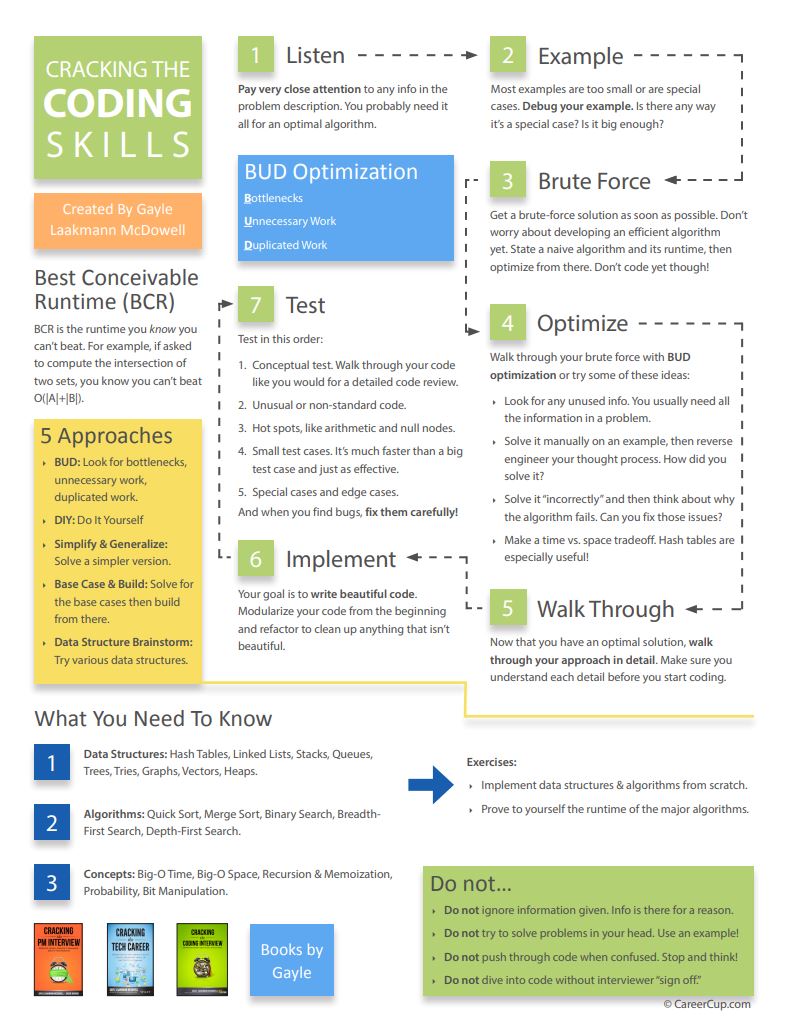 CRACKING THE
CODING
SKILLS
Created By Gayle
Laakmann McDowell
Best Conceivable
Runtime (BCR)
BCR is the runtime you know you
can't beat. For example, if asked
to compute the intersection of
two sets, you know you can't beat
O(|A|+|B|).
5 Approaches
‣ BUD: Look for bottlenecks,
unnecessary work,
duplicated work.
‣ DIY: Do It Yourself
‣ Simplify & Generalize:
Solve a simpler version.
‣ Base Case & Build: Solve for
the base cases then build
from there.
‣ Data Structure Brainstorm:
Try various data structures.
1 Listen
Pay very close attention to any info in the
problem description. You probably need it
all for an optimal algorithm.
BUD Optimization
Bottlenecks
Unnecessary Work
Duplicated Work
2 Example
Most examples are too small or are special
cases. Debug your example. Is there any way
it's a special case? Is it big enough?
3 Brute Force
Get a brute-force solution as soon as possible. Don't
worry about developing an efficient algorithm
yet. State a naive algorithm and its runtime, then
optimize from there. Don't code yet though!
4 Optimize
Walk through your brute force with BUD
optimization or try some of these ideas:
‣ Look for any unused info. You usually need all
the information in a problem.
‣ Solve it manually on an example, then reverse
engineer your thought process. How did you
solve it?
‣ Solve it "incorrectly" and then think about why
the algorithm fails. Can you fix those issues?
‣ Make a time vs. space tradeoff. Hash tables are
especially useful!
5 Walk Through
Now that you have an optimal solution, walk
through your approach in detail. Make sure you
understand each detail before you start coding.
6 Implement
Your goal is to write beautiful code.
Modularize your code from the beginning
and refactor to clean up anything that isn't
beautiful.
7 Test
Test in this order:
1. Conceptual test. Walk through your code
like you would for a detailed code review.
2. Unusual or non-standard code.
3. Hot spots, like arithmetic and null nodes.
4. Small test cases. It's much faster than a big
test case and just as effective.
5. Special cases and edge cases.
And when you find bugs, fix them carefully!
What You Need To Know
1 Data Structures: Hash Tables, Linked Lists, Stacks, Queues,
Trees, Tries, Graphs, Vectors, Heaps.
2 Algorithms: Quick Sort, Merge Sort, Binary Search, Breadth-
First Search, Depth-First Search.
3 Concepts: Big-O Time, Big-O Space, Recursion & Memoization,
Probability, Bit Manipulation.
Exercises:
‣ Implement data structures & algorithms from scratch.
‣ Prove to yourself the runtime of the major algorithms.
Do not...
‣ Do not ignore information given. Info is there for a reason.
‣ Do not try to solve problems in your head. Use an example!
‣ Do not push through code when confused. Stop and think!
‣ Do not dive into code without interviewer "sign off."
CRACKING
the
PM INTERVIEW
CRACKING
the
TECH CAREER
CRACKING
the
CODING INTERVIEW
Books by
Gayle
© CareerCup.com